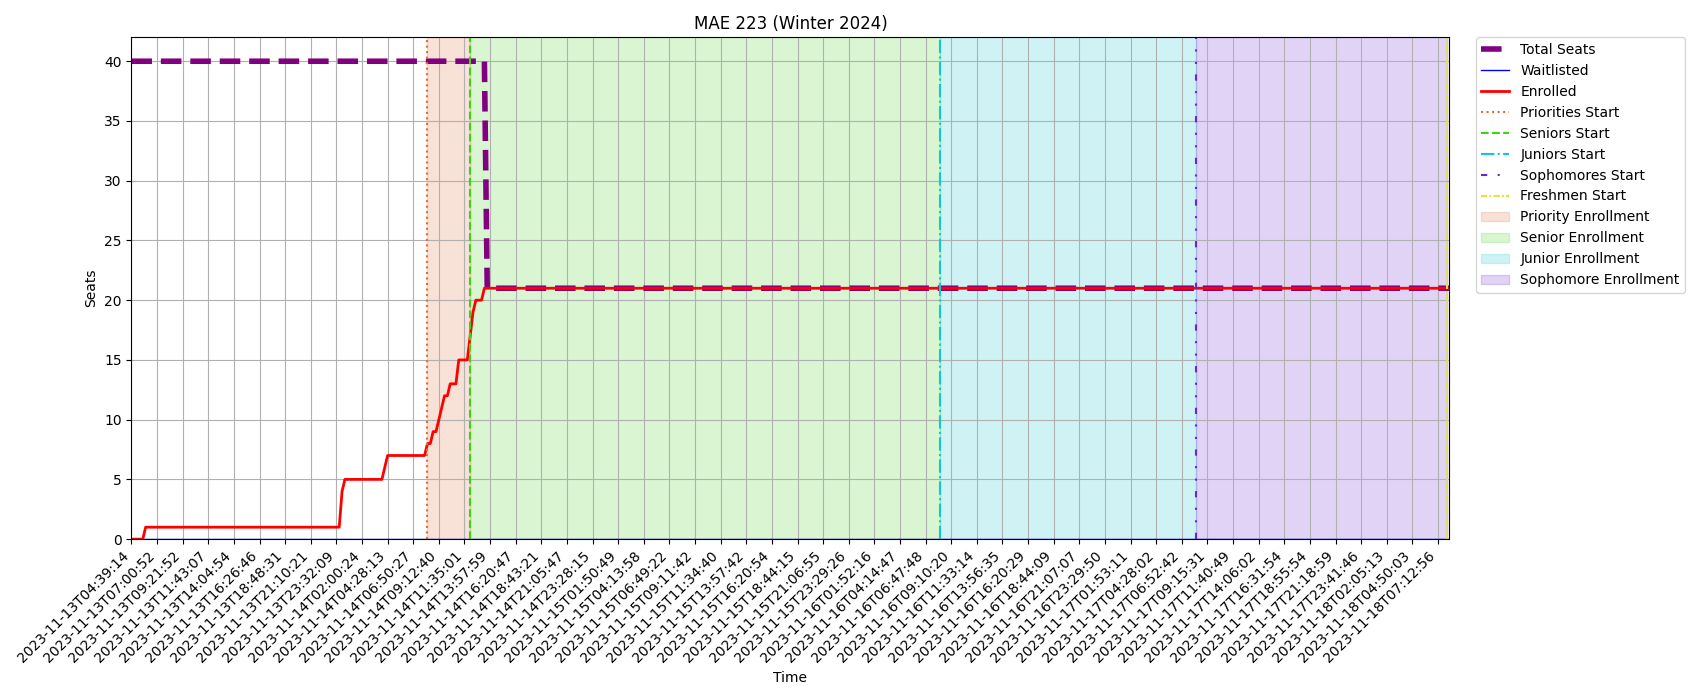 MAE 223 (Winter 2024)
Seats
40
35
30
25
20
15
10
5
0
2023-11-13T04:39:14
2023-11-13T07:00:52
2023-11-13T09:21:52
2023-11-13T11:43:07
2023-11-13T14:04:54
2023-11-13T16:26:46
2023-11-13T18:48:31
2023-11-13T21:10:21
2023-11-13T23:32:09
2023-11-14T02:00:24
2023-11-14T04:28:13
2023-11-14T06:50:27
2023-11-14T09:12:40
2023-11-14T11:35:01
2023-11-14T13:57:59
2023-11-14T16:20:47
2023-11-14T18:43:21
2023-11-14T21:05:47
2023-11-14T23:28:15
2023-11-15T01:50:49
2023-11-15T04:13:58
2023-11-15T06:49:22
2023-11-15T09:11:42
2023-11-15T11:34:40
2023-11-15T13:57:42
2023-11-15T16:20:54
2023-11-15T18:44:15
2023-11-15T21:06:55
2023-11-15T23:29:26
2023-11-16T01:52:16
2023-11-16T04:14:47
2023-11-16T06:47:48
2023-11-16T09:10:20
2023-11-16T11:33:14
2023-11-16T13:56:35
2023-11-16T16:20:29
2023-11-16T18:44:09
2023-11-16T21:07:07
2023-11-16T23:29:50
2023-11-17T01:53:11
2023-11-17T04:28:02
2023-11-17T06:52:42
2023-11-17T09:15:31
2023-11-17T11:40:49
2023-11-17T14:06:02
2023-11-17T16:31:54
2023-11-17T18:55:54
2023-11-17T21:18:59
2023-11-17T23:41:46
2023-11-18T02:05:13
2023-11-18T04:50:03
2023-11-18T07:12:56
Time
Total Seats
Waitlisted
Enrolled
Priorities Start
Seniors Start
Juniors Start
Sophomores Start
Freshmen Start
Priority Enrollment
Senior Enrollment
Junior Enrollment
Sophomore Enrollment